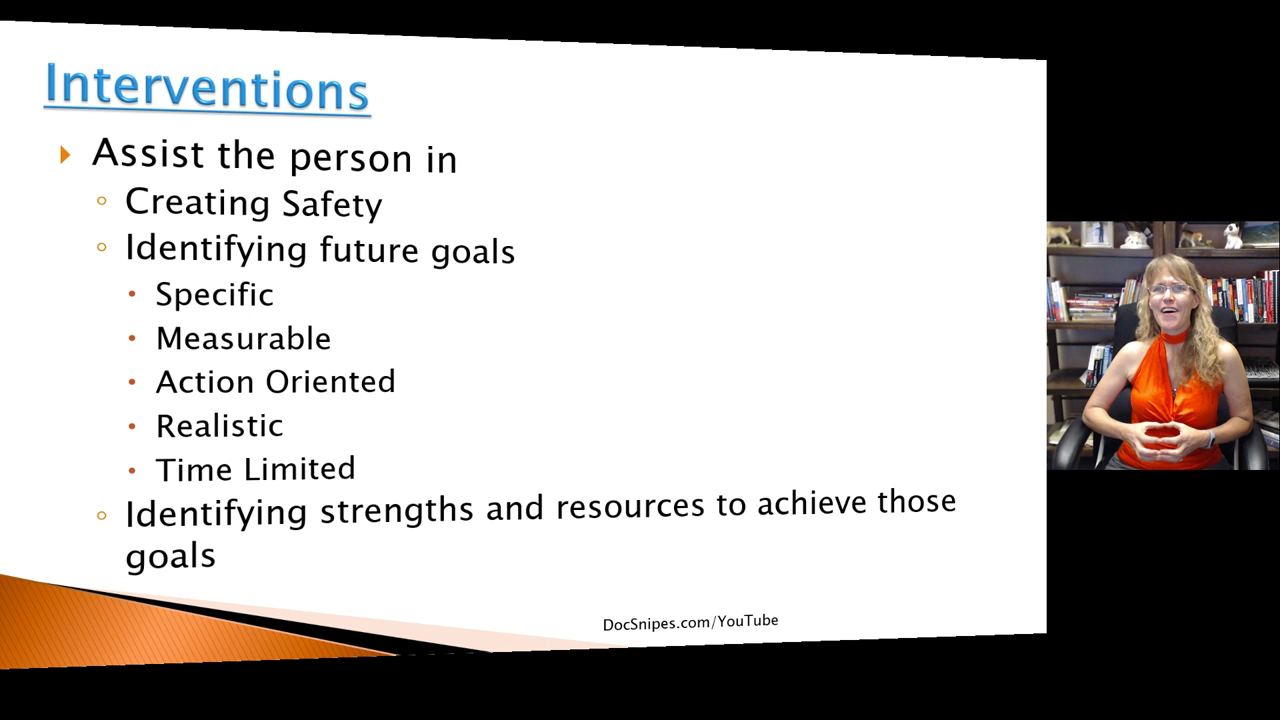 Interventions
Assist the person in
Creating Safety
Identifying future goals
Specific
Measurable
Action Oriented
Realistic
Time Limited
Identifying strengths and resources to achieve those
goals
DocSnipes.com/YouTube